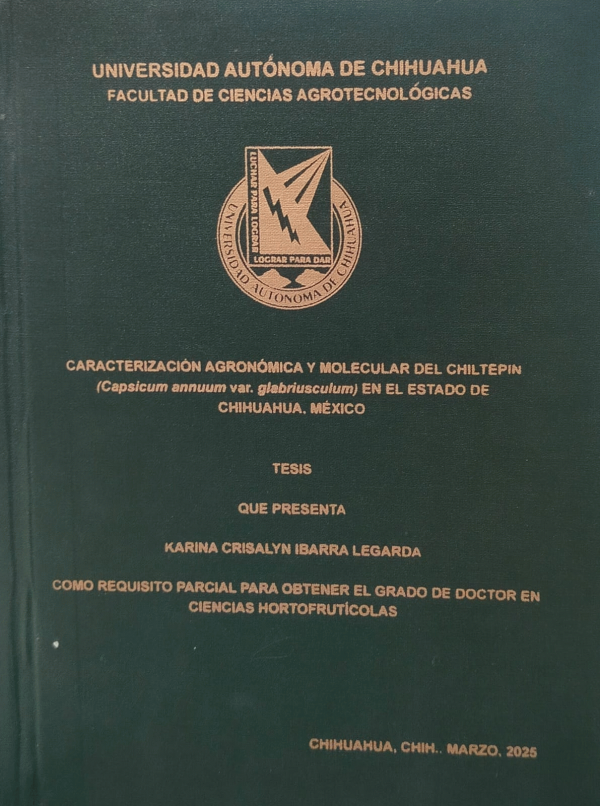 UNIVERSIDAD AUTÓNOMA DE CHIHUAHUA
FACULTAD DE CIENCIAS AGROTECNOLÓGICAS
LUCHAR PARA LOGRAR
LOGRAR PARA DAR
UNIVERSIDAD AUTONOMA DE CHIHUAHUA
CARACTERIZACIÓN AGRONÓMICA Y MOLECULAR DEL CHILTEPIN
(Capsicum annuum var. glabriusculum) EN EL ESTADO DE
CHIHUAHUA, MÉXICO
TESIS
QUE PRESENTA
KARINA CRISALYN IBARRA LEGARDA
COMO REQUISITO PARCIAL PARA OBTENER EL GRADO DE DOCTOR EN
CIENCIAS HORTOFRUTÍCOLAS
CHIHUAHUA, CHIH.. MARZO, 2025